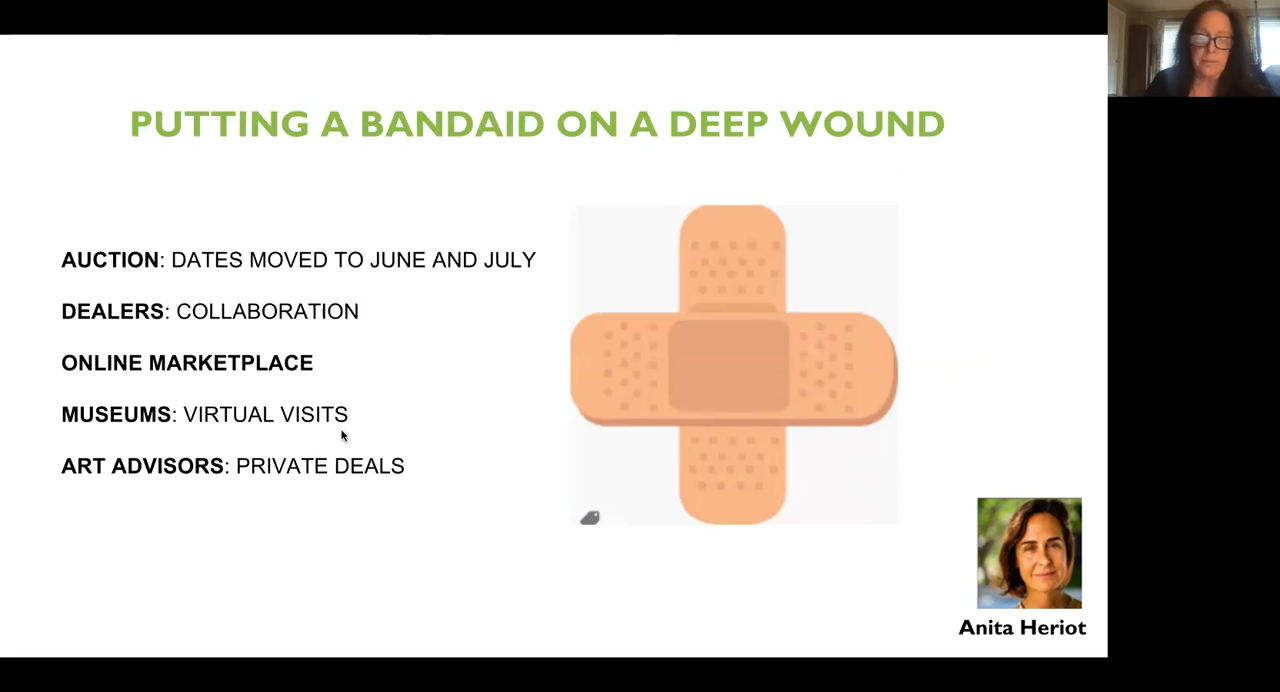 PUTTING A BANDAID ON A DEEP WOUND
AUCTION: DATES MOVED TO JUNE AND JULY
DEALERS: COLLABORATION
ONLINE MARKETPLACE
MUSEUMS: VIRTUAL VISITS
ART ADVISORS: PRIVATE DEALS
Anita Heriot